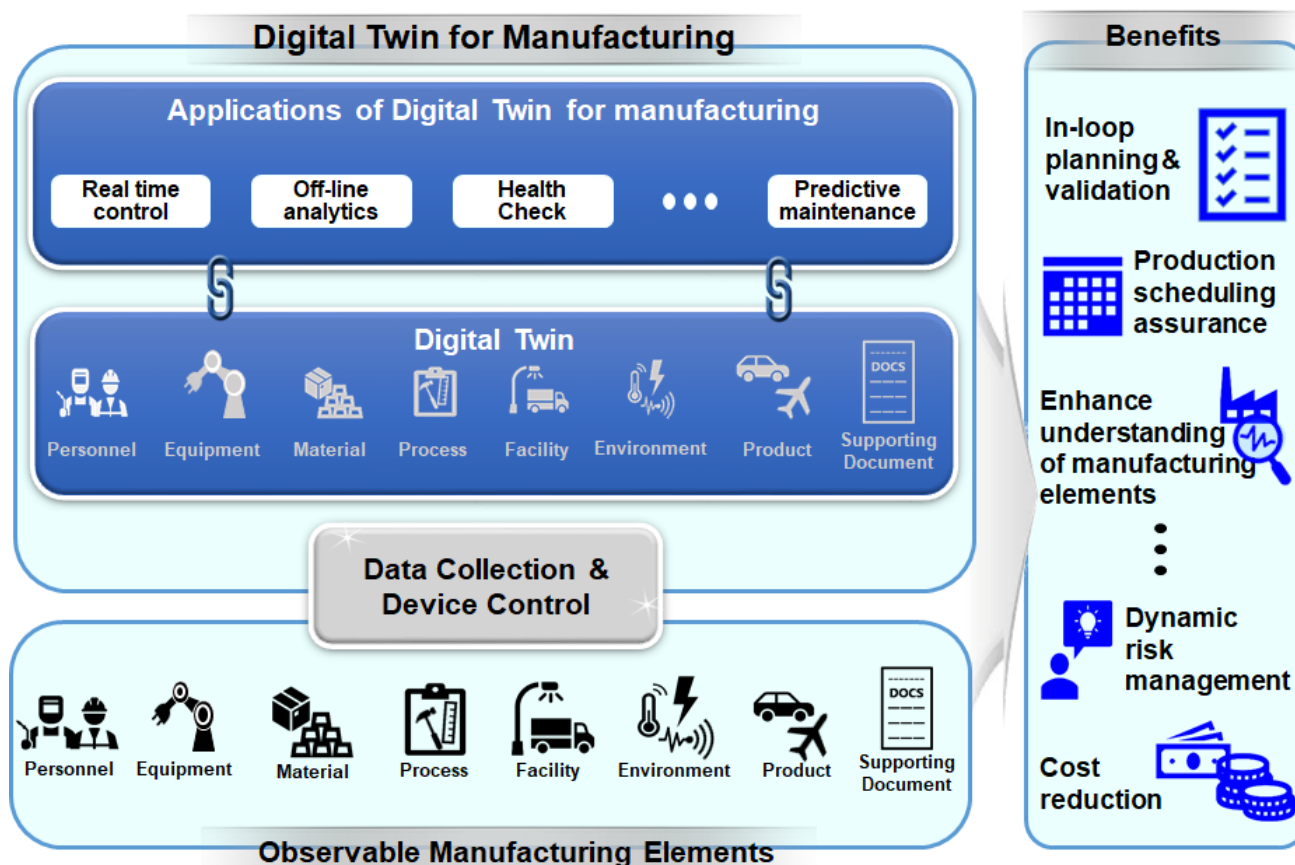 Digital Twin for Manufacturing
Applications of Digital Twin for manufacturing
Real time
control
Off-line
analytics
Health
Check
Predictive
maintenance
Digital Twin
DOCS
Personnel
Equipment
Material
Process
Facility
Environment
Product
Supporting
Document
Data Collection &
Device Control
DOCS
Personnel
Equipment
Material
Process
Facility
Environment
Product
Supporting
Document
Observable Manufacturing Elements
Benefits
In-loop
planning &
validation
Production
scheduling
assurance
Enhance
understanding
of manufacturing
elements
Dynamic
risk
management
Cost
reduction